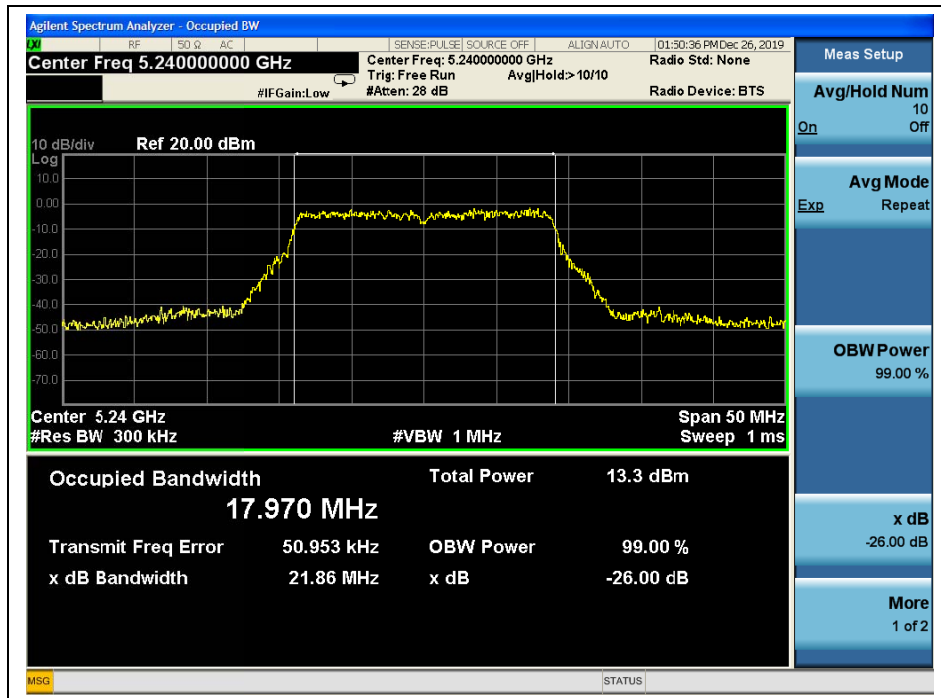 Agilent Spectrum Analyzer - Occupied BW
LXI RF 50 Ω AC SENSE:PULSE SOURCE OFF ALIGN AUTO 01:50:36 PM Dec 26, 2019
Center Freq 5.240000000 GHz
Center Freq: 5.240000000 GHz Radio Std: None
Trig: Free Run Avg|Hold:> 10/10
#IFGain:Low #Atten: 28 dB Radio Device: BTS
10 dB/div Ref 20.00 dBm
Log
10.0
0.00
-10.0
-20.0
-30.0
-40.0
-50.0
-60.0
-70.0
Center 5.24 GHz Span 50 MHz
#Res BW 300 kHz #VBW 1 MHz Sweep 1 ms
Occupied Bandwidth Total Power 13.3 dBm
17.970 MHz
Transmit Freq Error 50.953 kHz OBW Power 99.00 %
x dB Bandwidth 21.86 MHz x dB -26.00 dB
Meas Setup
Avg/Hold Num
10
On Off
Avg Mode
Exp Repeat
OBW Power
99.00 %
x dB
-26.00 dB
More
1 of 2
MSG STATUS